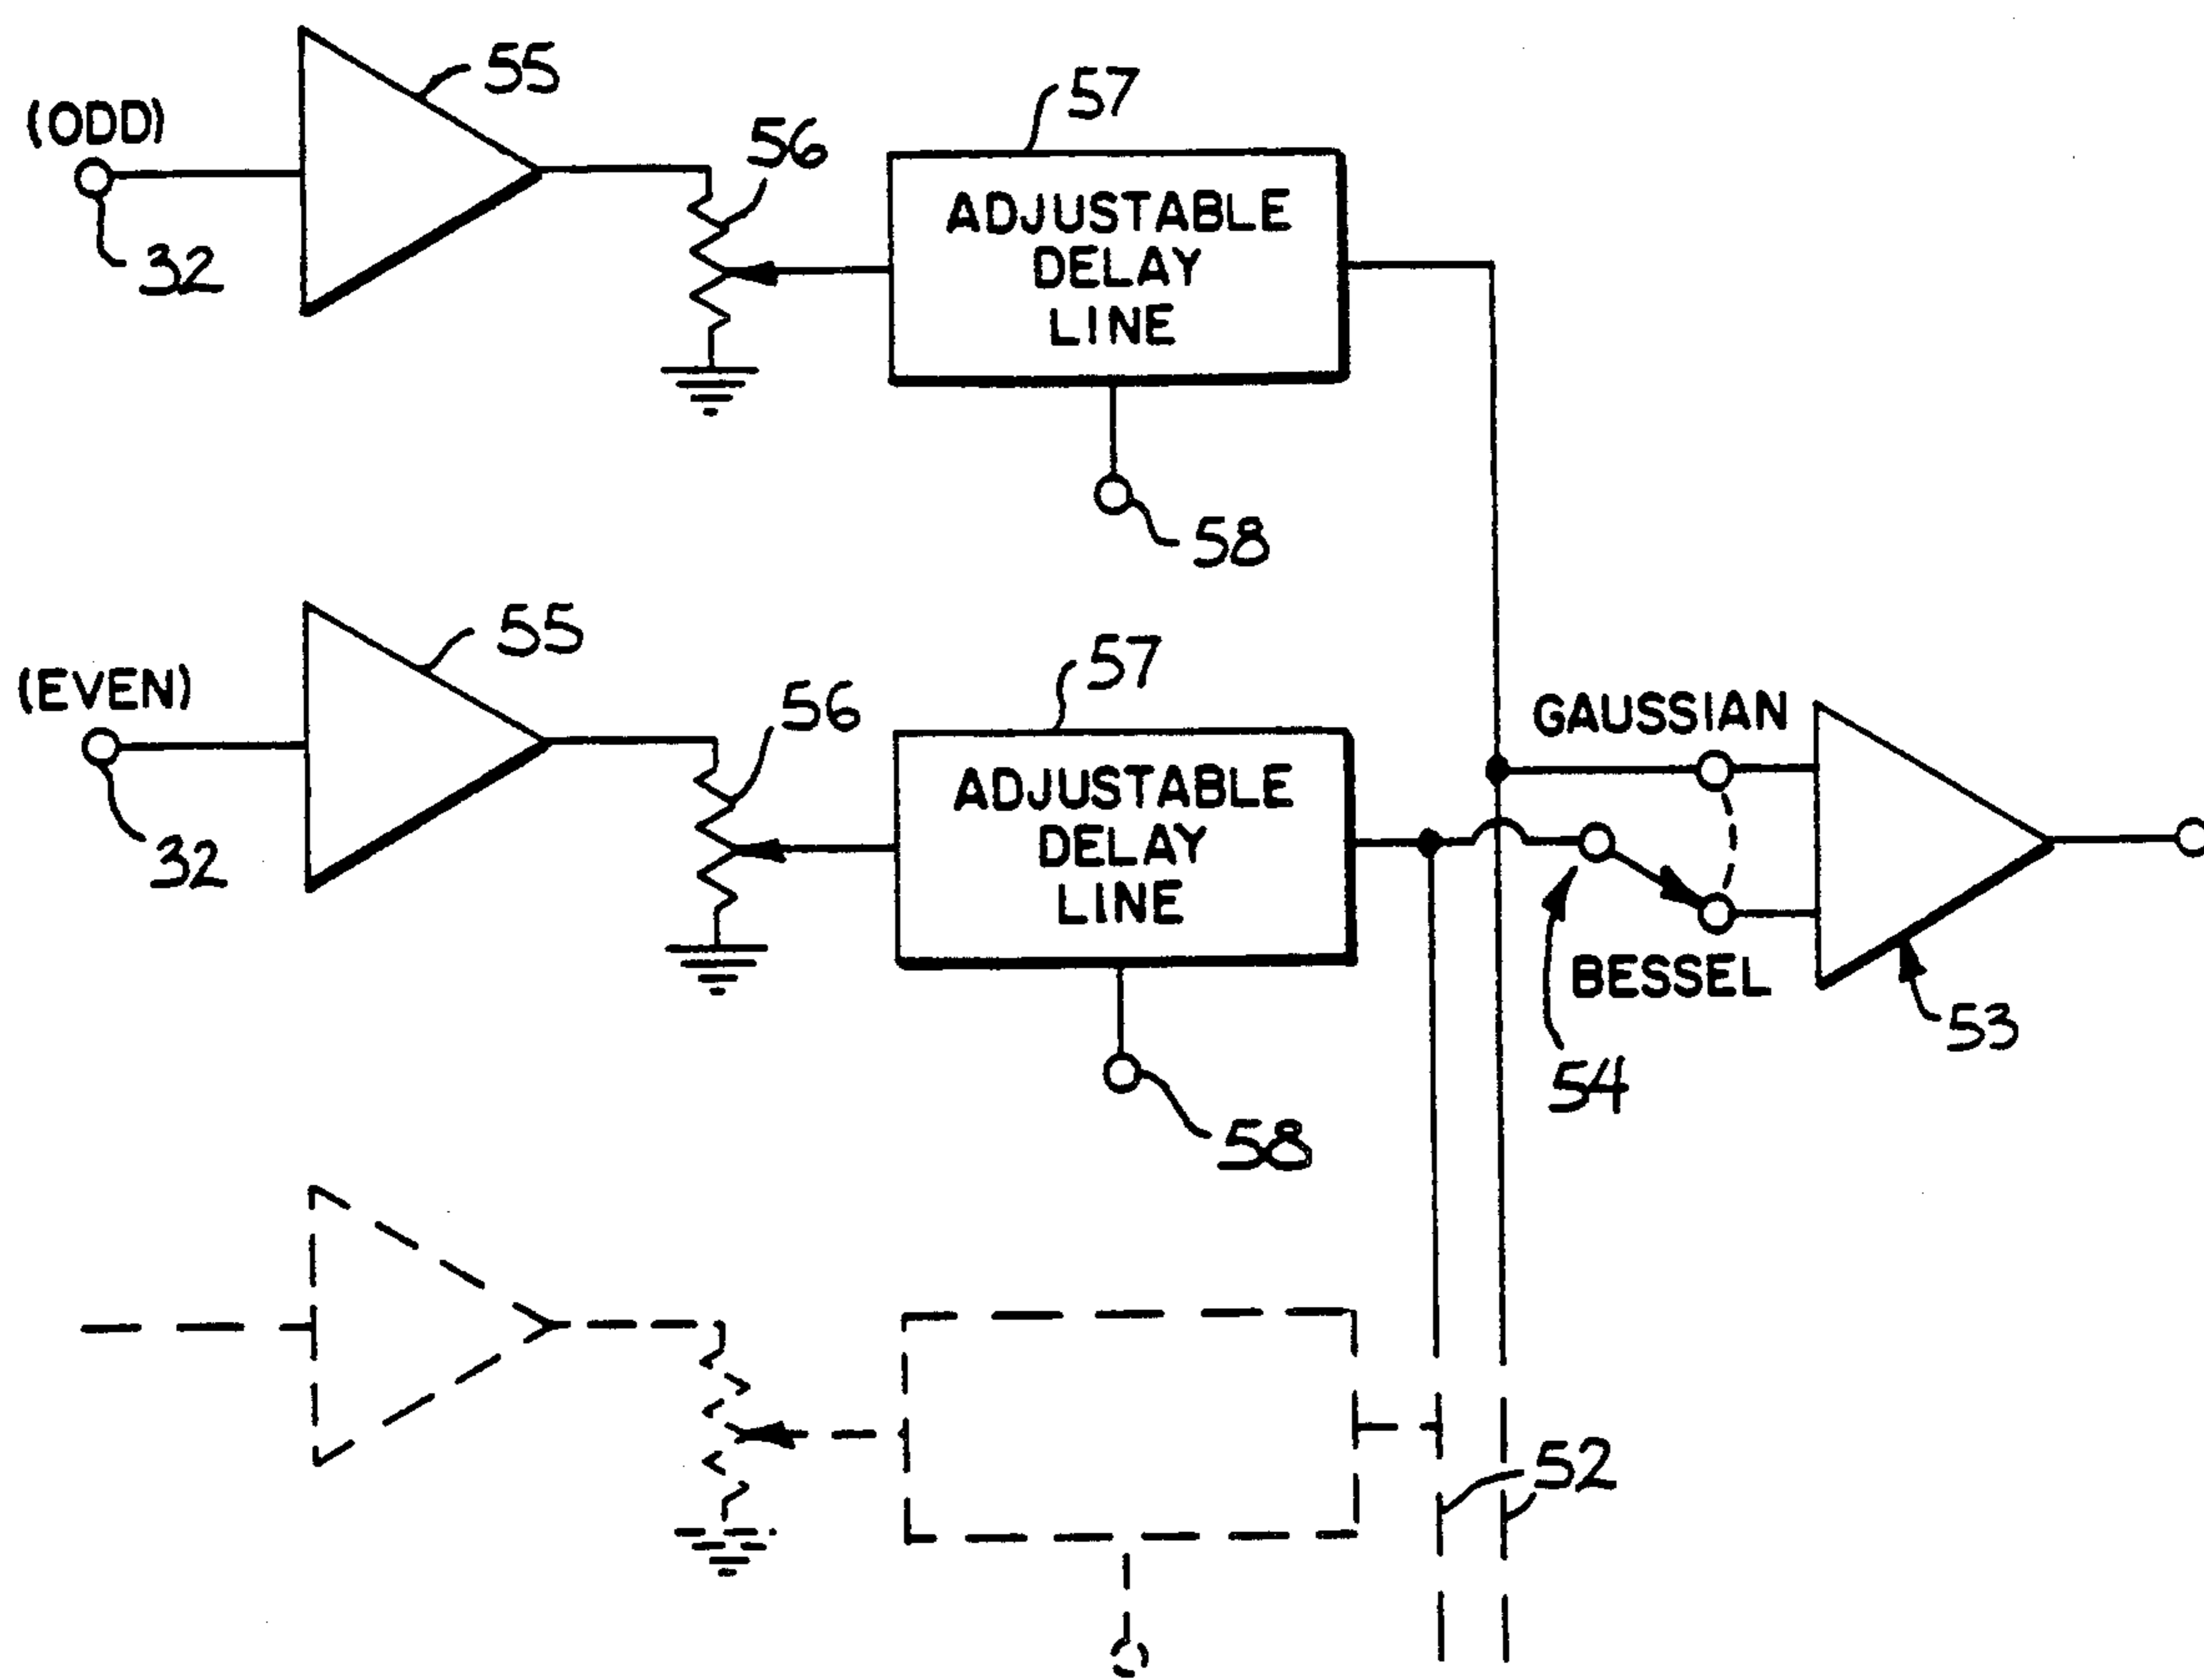 55
57
(ODD)
56
32
ADJUSTABLE
DELAY
LINE
58
55
57
(EVEN)
56
32
ADJUSTABLE
DELAY
LINE
GAUSSIAN
BESSEL
53
54
58
52